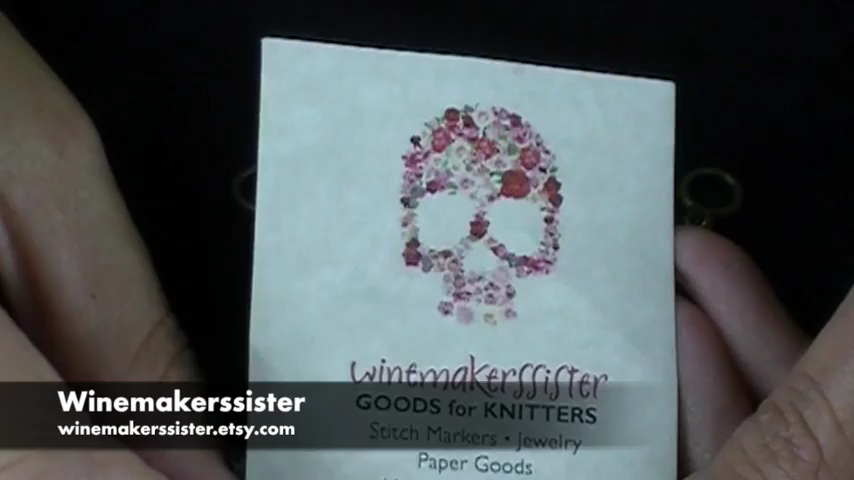 winemakerssister
GOODS for KNITTERS
Stitch Markers • Jewelry
Paper Goods
Winemakerssister
winemakerssister.etsy.com